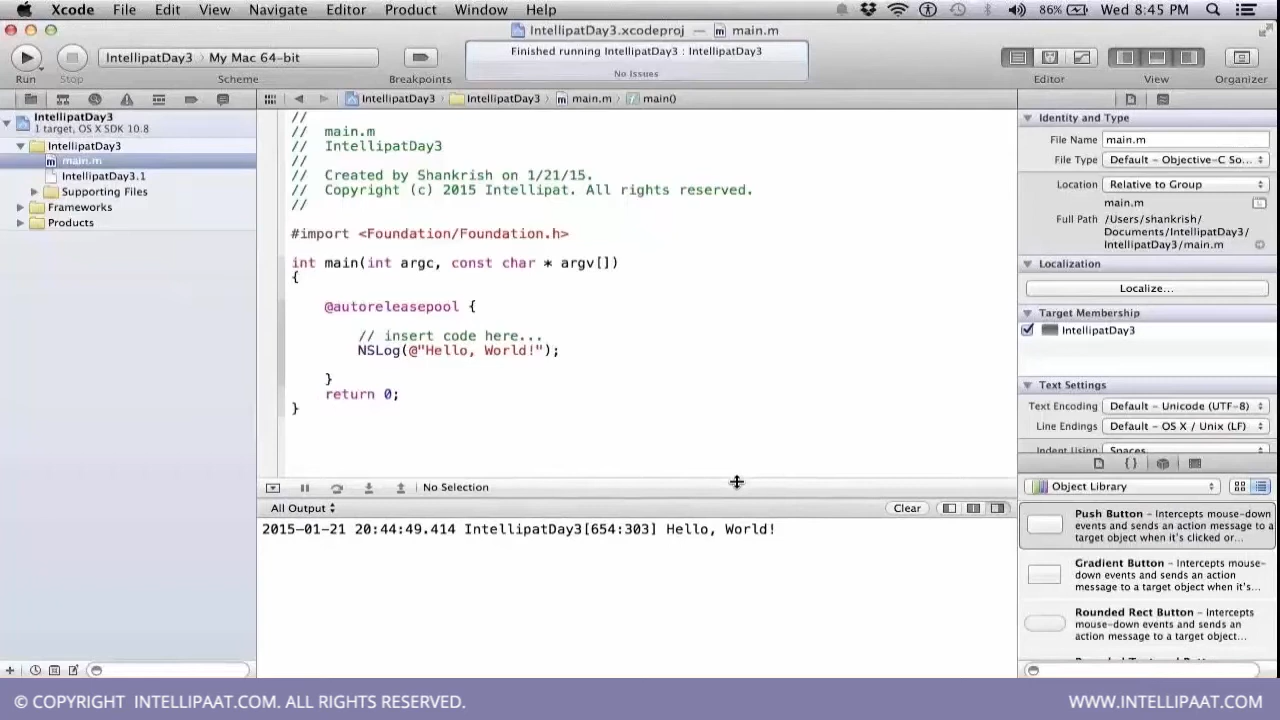 Xcode File Edit View Navigate Editor Product Window Help 86% Wed 8:45 PM
IntellipatDay3.xcodeproj — main.m
IntellipatDay3 My Mac 64-bit
Finished running IntellipatDay3 : IntellipatDay3
No Issues
Run Stop Scheme Breakpoints Editor View Organizer
IntellipatDay3 IntellipatDay3 main.m main()
IntellipatDay3
1 target, OS X SDK 10.8
IntellipatDay3
main.m
IntellipatDay3.1
Supporting Files
Frameworks
Products
//
// main.m
// IntellipatDay3
//
// Created by Shankrish on 1/21/15.
// Copyright (c) 2015 Intellipat. All rights reserved.
//
#import <Foundation/Foundation.h>
int main(int argc, const char * argv[])
{
@autoreleasepool {
// insert code here...
NSLog(@"Hello, World!");
}
return 0;
}
No Selection
All Output Clear
2015-01-21 20:44:49.414 IntellipatDay3[654:303] Hello, World!
Identity and Type
File Name main.m
File Type Default - Objective-C So...
Location Relative to Group
main.m
Full Path /Users/shankrish/
Documents/IntellipatDay3/
IntellipatDay3/main.m
Localization
Localize...
Target Membership
IntellipatDay3
Text Settings
Text Encoding Default - Unicode (UTF-8)
Line Endings Default - OS X / Unix (LF)
Indent Using Spaces
{ } Object Library
Push Button - Intercepts mouse-down
events and sends an action message to a
target object when it's clicked or...
Gradient Button - Intercepts mouse-
down events and sends an action
message to a target object when it's...
Rounded Rect Button - Intercepts
mouse-down events and sends an
action message to a target object...
© COPYRIGHT INTELLIPAAT.COM. ALL RIGHTS RESERVED. WWW.INTELLIPAAT.COM